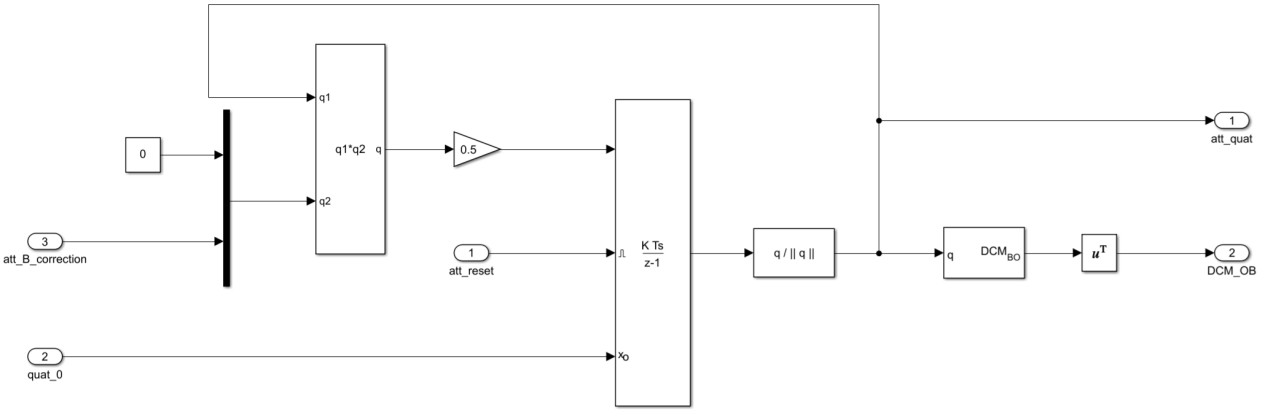 q1
0
q1*q2 q
0.5
1
att_quat
q2
3
att_B_correction
1
att_reset
K Ts
z-1
q / || q ||
q DCM_BO
u^T
2
DCM_OB
2
quat_0
x_o